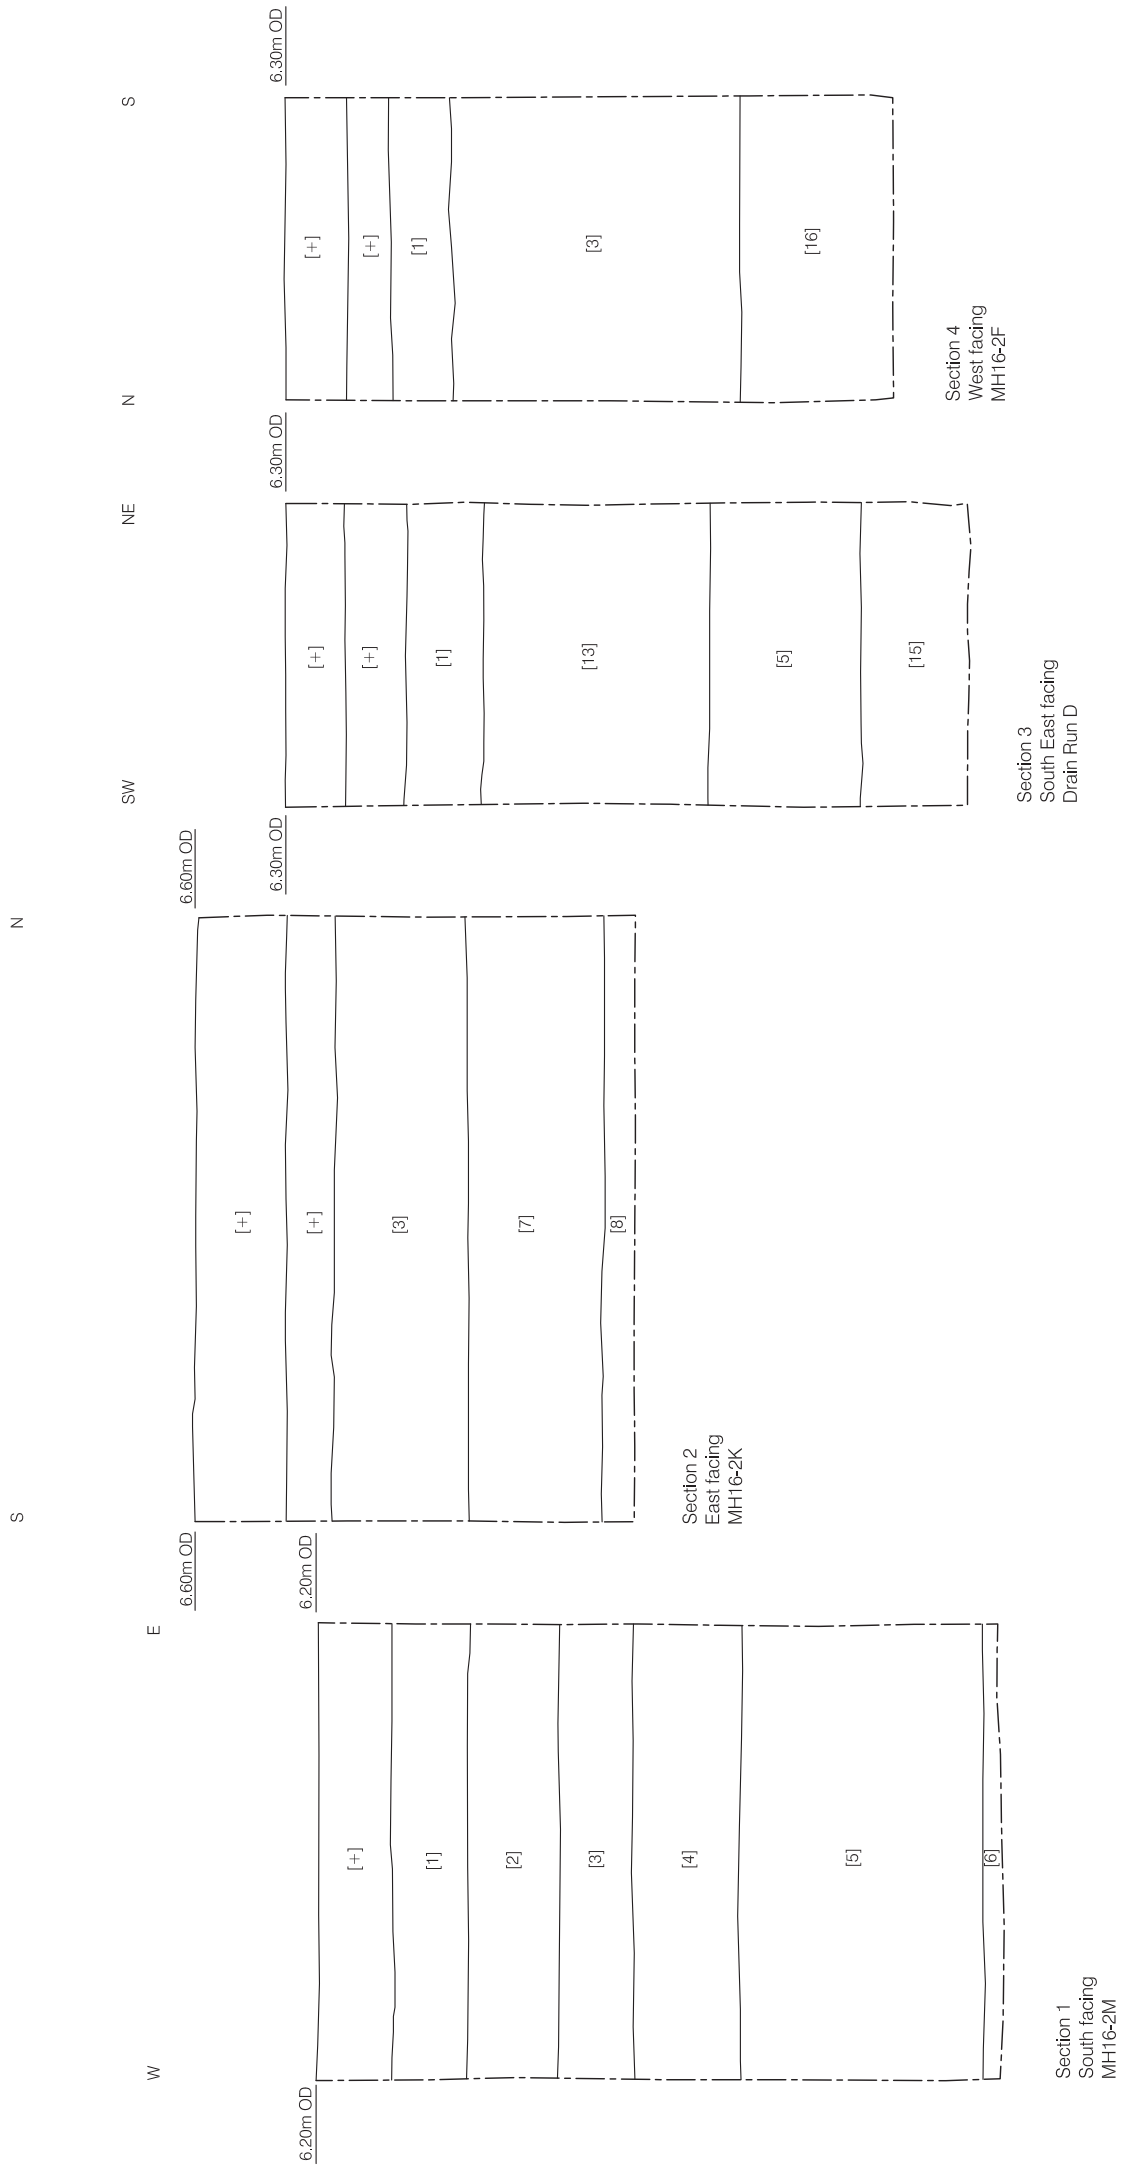 W
E
6.20m OD
6.20m OD
[+]
[1]
[2]
[3]
[4]
[5]
[6]
Section 1
South facing
MH16-2M
S
N
6.60m OD
6.60m OD
[+]
[+]
[3]
[7]
[8]
Section 2
East facing
MH16-2K
SW
NE
6.30m OD
6.30m OD
[+]
[+]
[1]
[13]
[5]
[15]
Section 3
South East facing
Drain Run D
N
S
6.30m OD
[+]
[+]
[1]
[3]
[16]
Section 4
West facing
MH16-2F